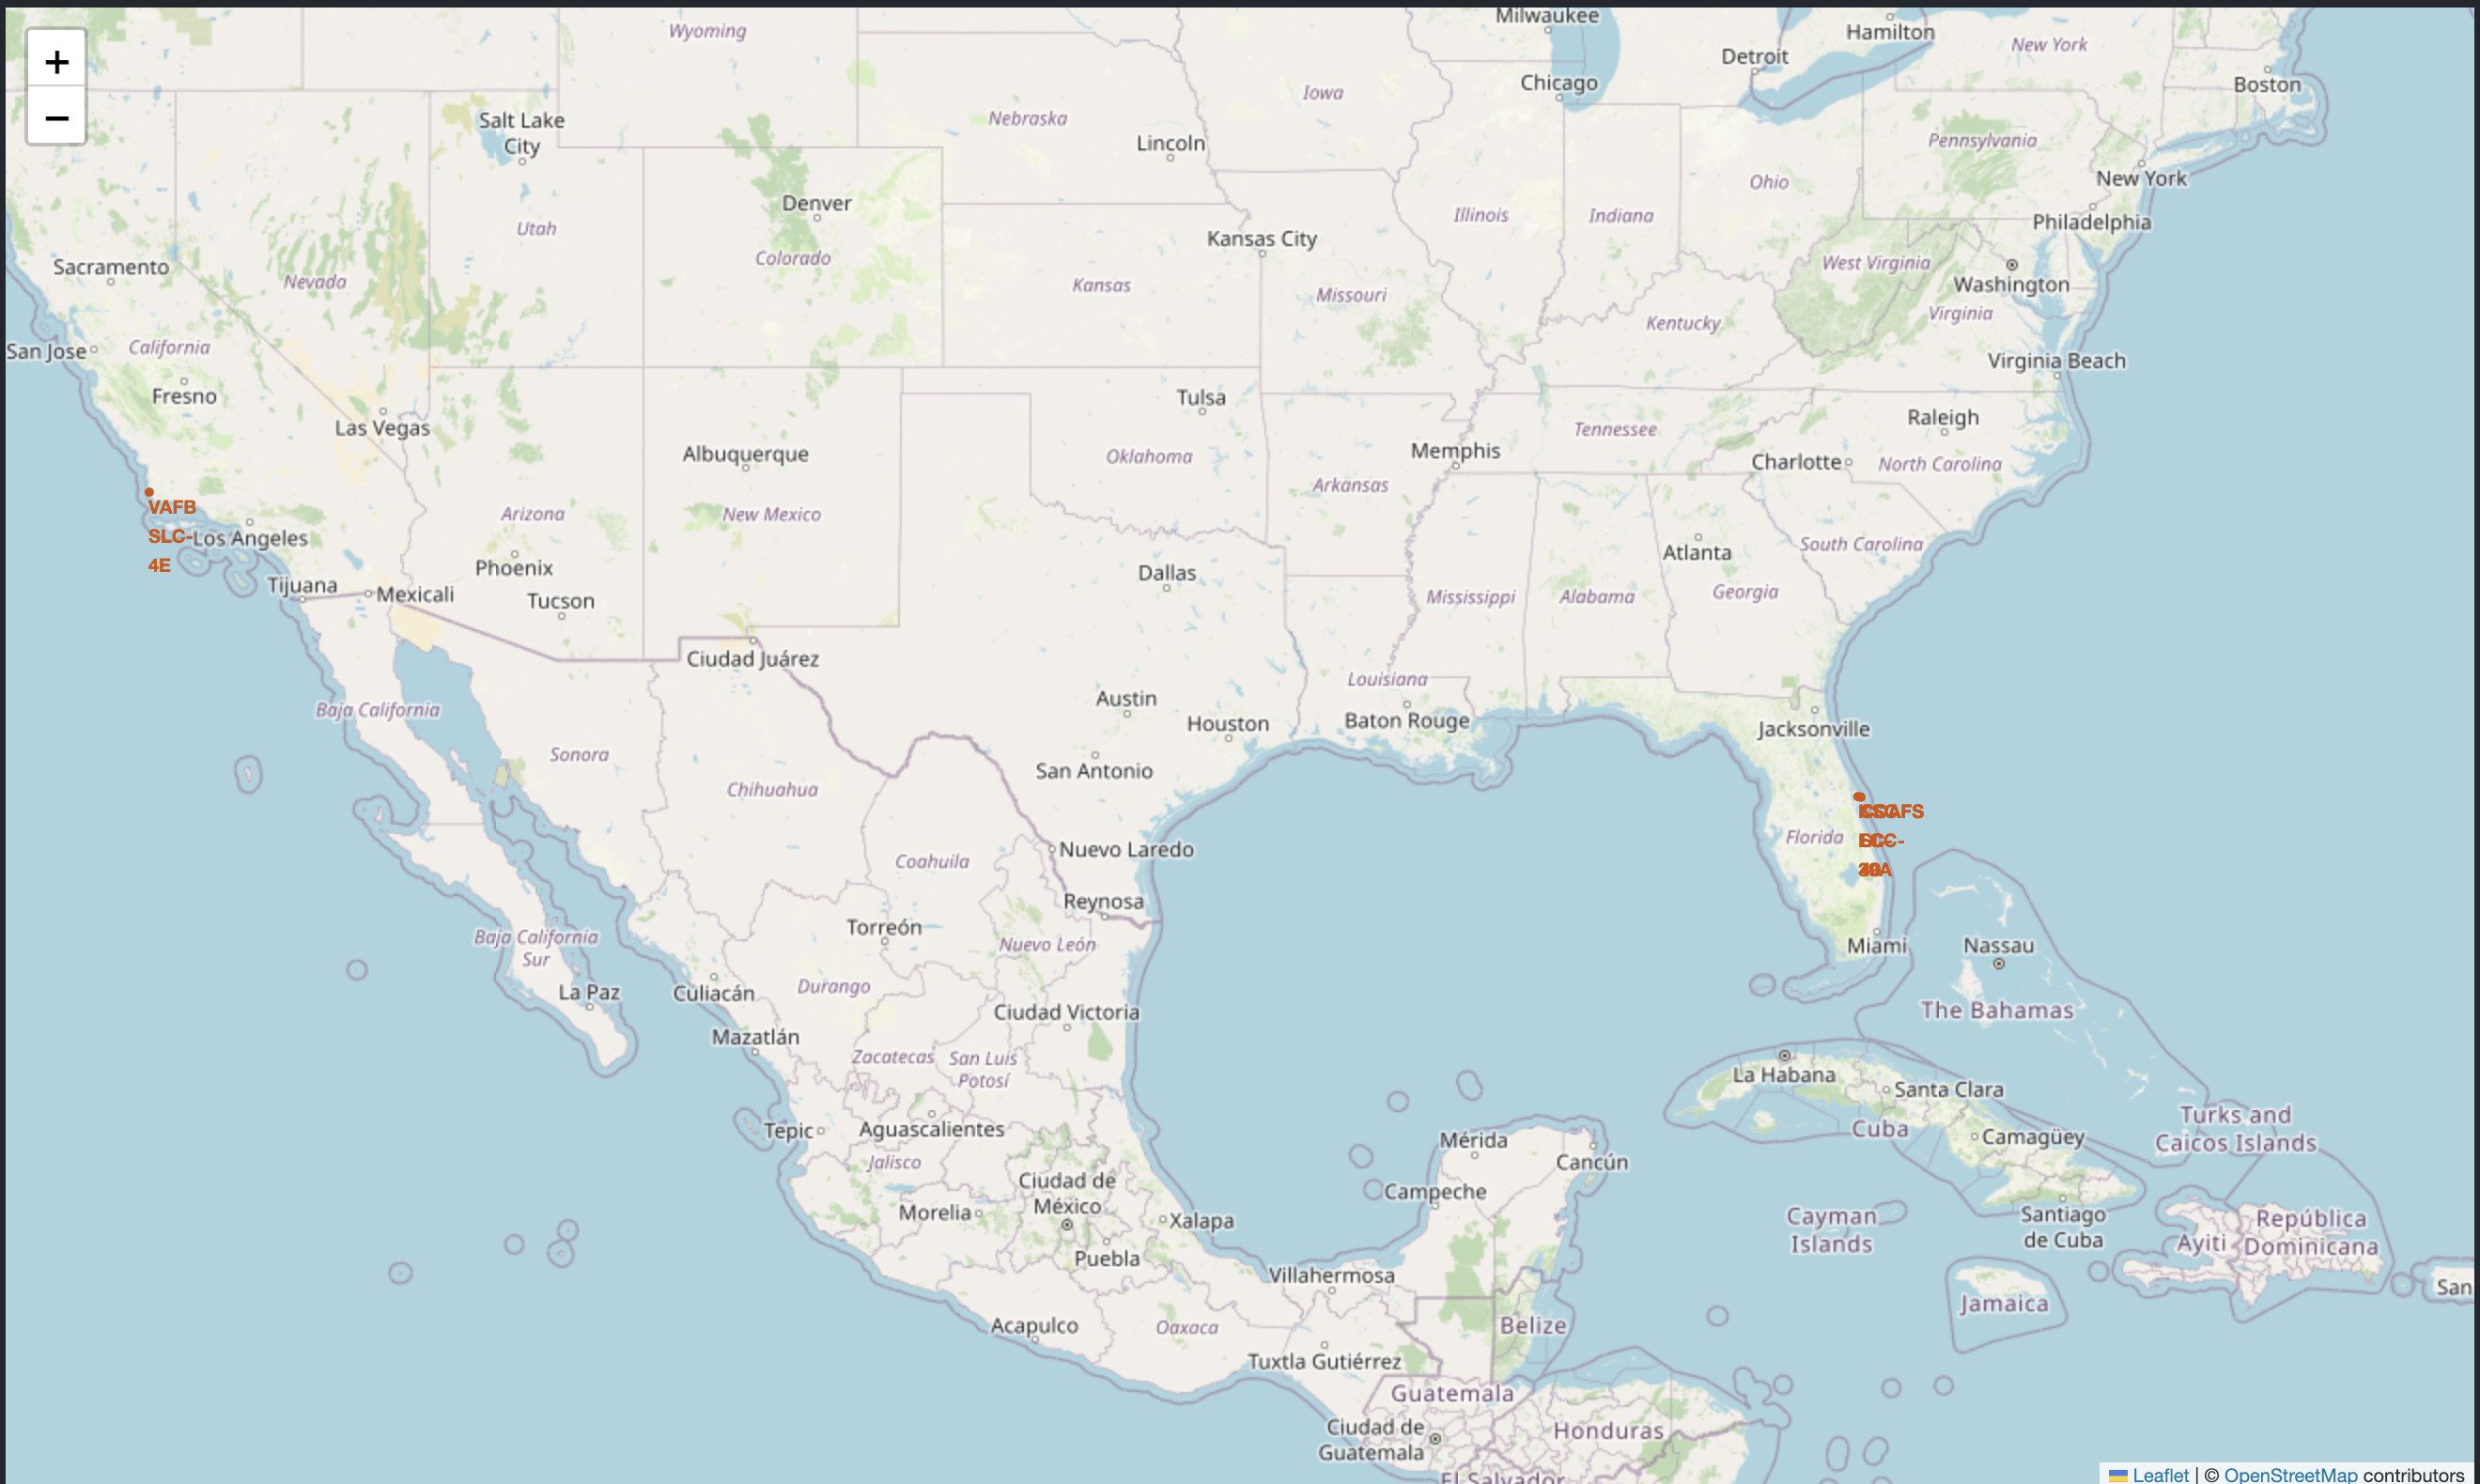 Milwaukee
Wyoming
Hamilton
New York
Detroit
+
Chicago
Boston
Iowa
−
Nebraska
Salt Lake
City
Lincoln
Pennsylvania
New York
Ohio
Denver
Illinois
Indiana
Philadelphia
Utah
Kansas City
Colorado
West Virginia
Sacramento
Nevada
Kansas
Washington
Missouri
Virginia
Kentucky
San Jose
California
Virginia Beach
Fresno
Tulsa
Raleigh
Las Vegas
Tennessee
Albuquerque
Oklahoma
Memphis
Charlotte
North Carolina
Arkansas
VAFB
SLC-
4E
Arizona
New Mexico
Los Angeles
South Carolina
Atlanta
Phoenix
Dallas
Tijuana
Mexicali
Georgia
Tucson
Mississippi
Alabama
Ciudad Juárez
Louisiana
Austin
Baja California
Houston
Baton Rouge
Jacksonville
Sonora
San Antonio
Chihuahua
Florida
Nuevo Laredo
Coahuila
Reynosa
Torreón
Baja California
Sur
Nuevo León
Miami
Nassau
Durango
La Paz
Culiacán
Ciudad Victoria
The Bahamas
Mazatlán
Zacatecas
San Luis
Potosí
La Habana
Santa Clara
Turks and
Caicos Islands
Tepic
Aguascalientes
Cuba
Camagüey
Mérida
Jalisco
Cancún
Ciudad de
México
Campeche
Morelia
Xalapa
Cayman
Islands
Santiago
de Cuba
República
Dominicana
Ayiti
Puebla
Villahermosa
San
Jamaica
Acapulco
Oaxaca
Belize
Tuxtla Gutiérrez
Guatemala
Ciudad de
Guatemala
Honduras
El Salvador
Leaflet | © OpenStreetMap contributors